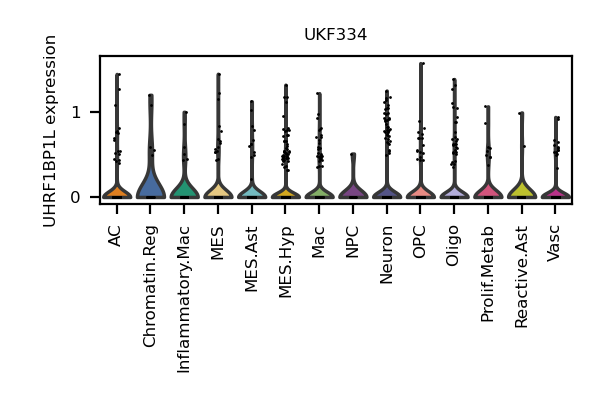 UKF334
UHRF1BP1L expression
1
0
AC
Chromatin.Reg
Inflammatory.Mac
MES
MES.Ast
MES.Hyp
Mac
NPC
Neuron
OPC
Oligo
Prolif.Metab
Reactive.Ast
Vasc